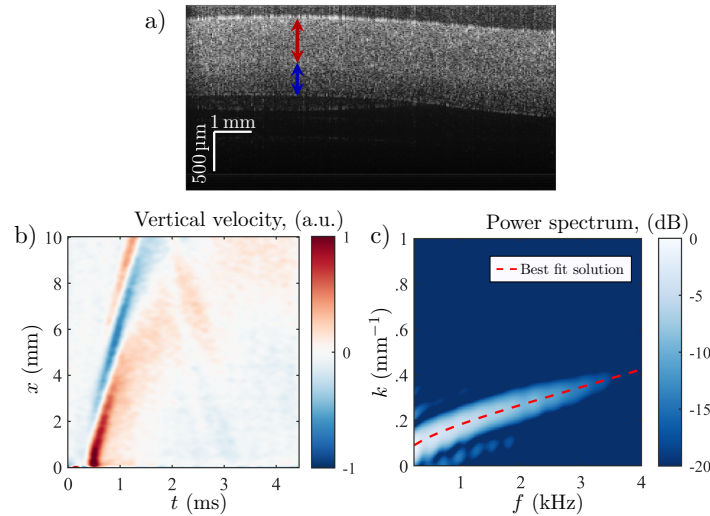 a)
1 mm
500 μm
b)
Vertical velocity, (a.u.)
10
8
6
4
2
0
x (mm)
0
1
2
3
4
t (ms)
1
0
-1
c)
Power spectrum, (dB)
Best fit solution
1
.8
.6
.4
.2
0
k (mm⁻¹)
1
2
3
4
f (kHz)
0
-5
-10
-15
-20